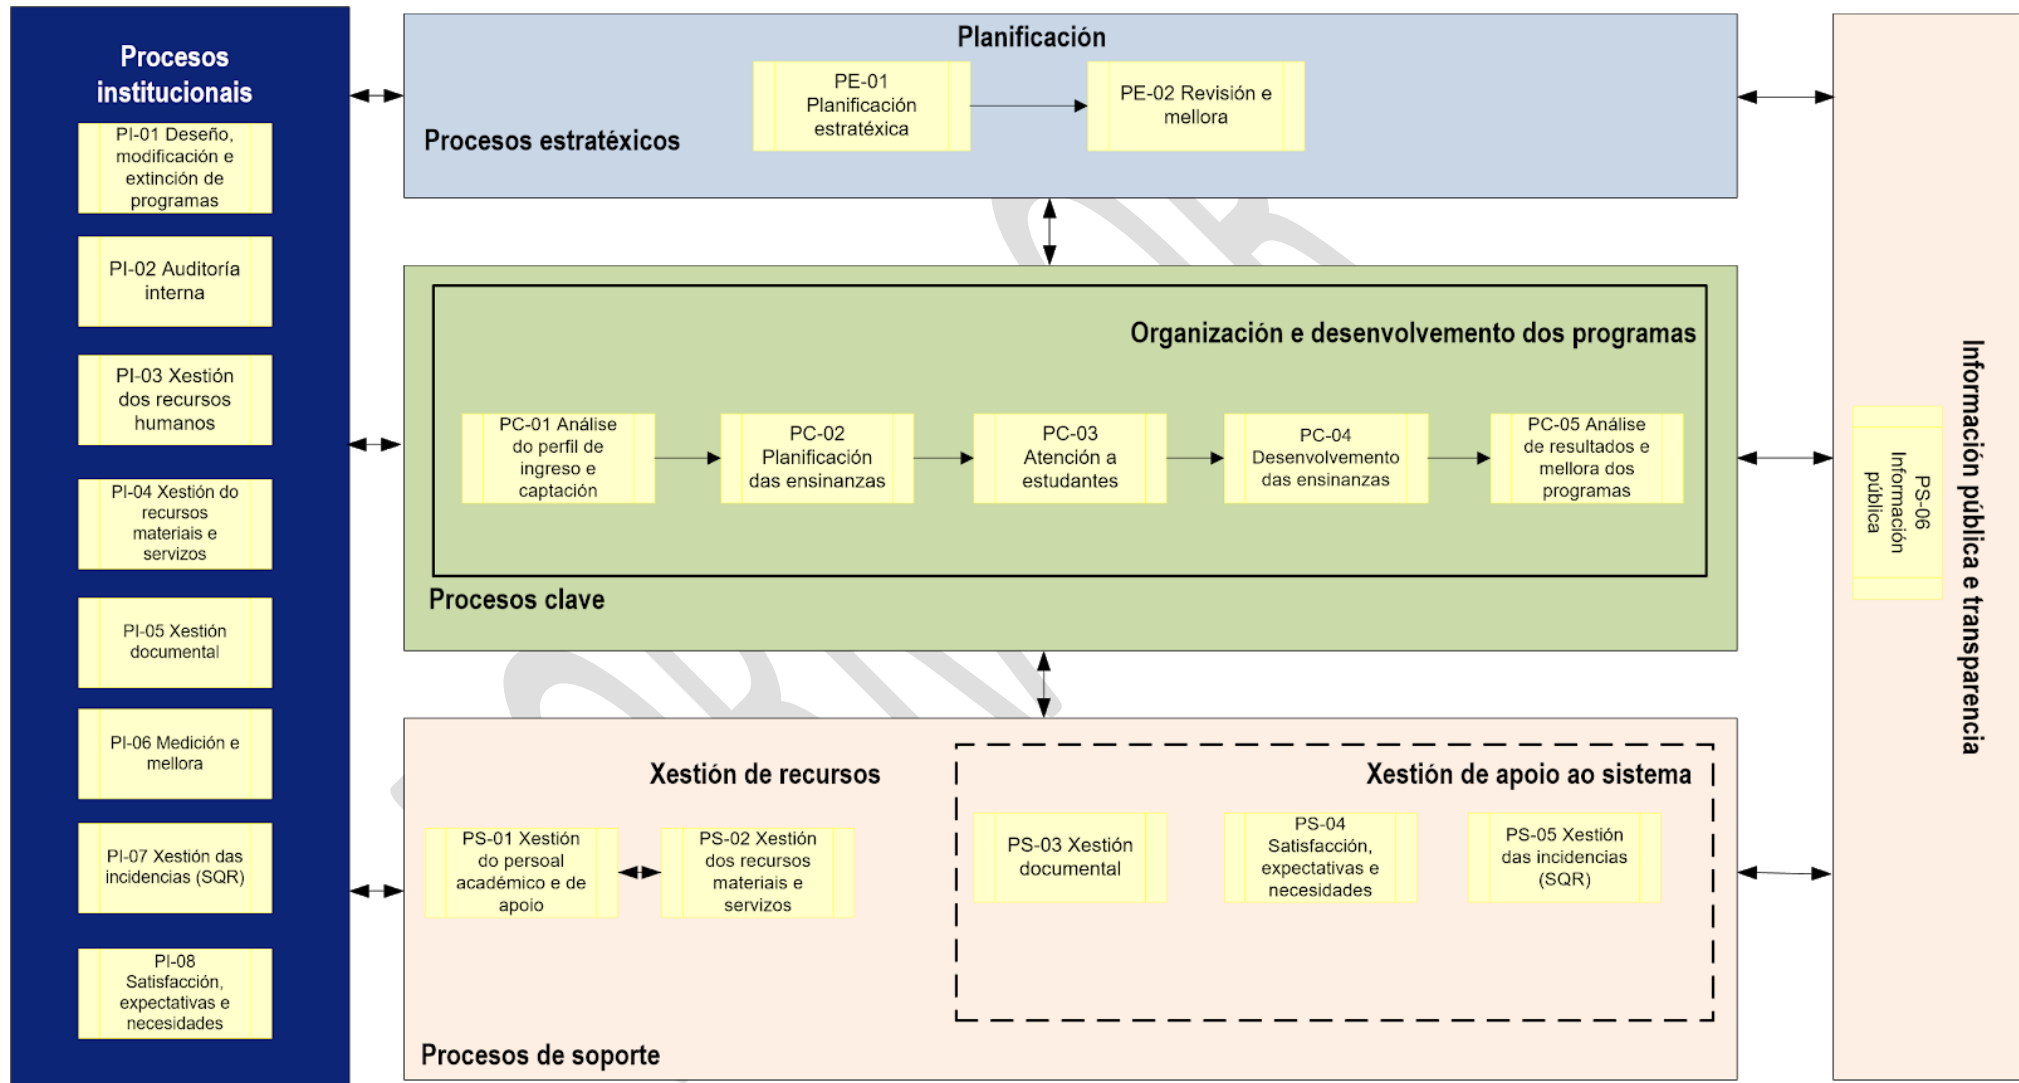 Procesos
institucionais
PI-01 Deseño,
modificación e
extinción de
programas
PI-02 Auditoría
interna
PI-03 Xestión
dos recursos
humanos
PI-04 Xestión do
recursos
materiais e
servizos
PI-05 Xestión
documental
PI-06 Medición e
mellora
PI-07 Xestión das
incidencias (SQR)
PI-08
Satisfacción,
expectativas e
necesidades
Planificación
PE-01
Planificación
estratéxica
PE-02 Revisión e
mellora
Procesos estratéxicos
Organización e desenvolvemento dos programas
PC-01 Análise
do perfil de
ingreso e
captación
PC-02
Planificación
das ensinanzas
PC-03
Atención a
estudantes
PC-04
Desenvolvemento
das ensinanzas
PC-05 Análise
de resultados e
mellora dos
programas
Procesos clave
Xestión de recursos
PS-01 Xestión
do persoal
académico e de
apoio
PS-02 Xestión
dos recursos
materiais e
servizos
Xestión de apoio ao sistema
PS-03 Xestión
documental
PS-04
Satisfacción,
expectativas e
necesidades
PS-05 Xestión
das incidencias
(SQR)
Procesos de soporte
Información pública e transparencia
PS-06
Información
pública